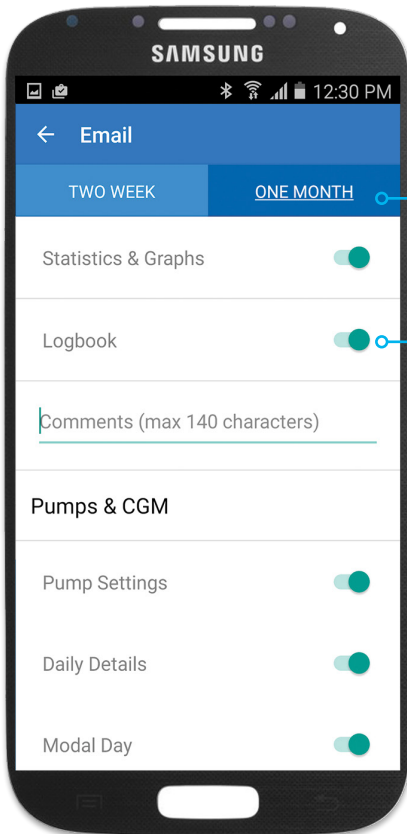 SAMSUNG
12:30 PM
Email
TWO WEEK
ONE MONTH
Statistics & Graphs
Logbook
Comments (max 140 characters)
Pumps & CGM
Pump Settings
Daily Details
Modal Day